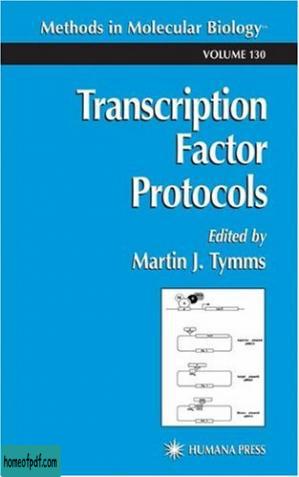 Methods in Molecular Biology™
VOLUME 130
Transcription
Factor
Protocols
Edited by
Martin J. Tymms
HUMANA PRESS
homeofpdf.com